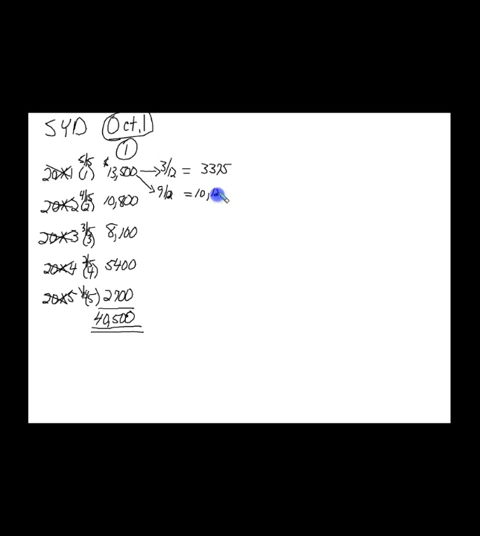 SYD Oct.1
1
20X1 5/15 (1) $13,500 → 3/12 = 3375
20X2 4/15 (2) 10,800 9/12 = 10,12
20X3 3/15 (3) 8,100
20X4 2/15 (4) 5400
20X5 1/15 (5) 2700
40,500